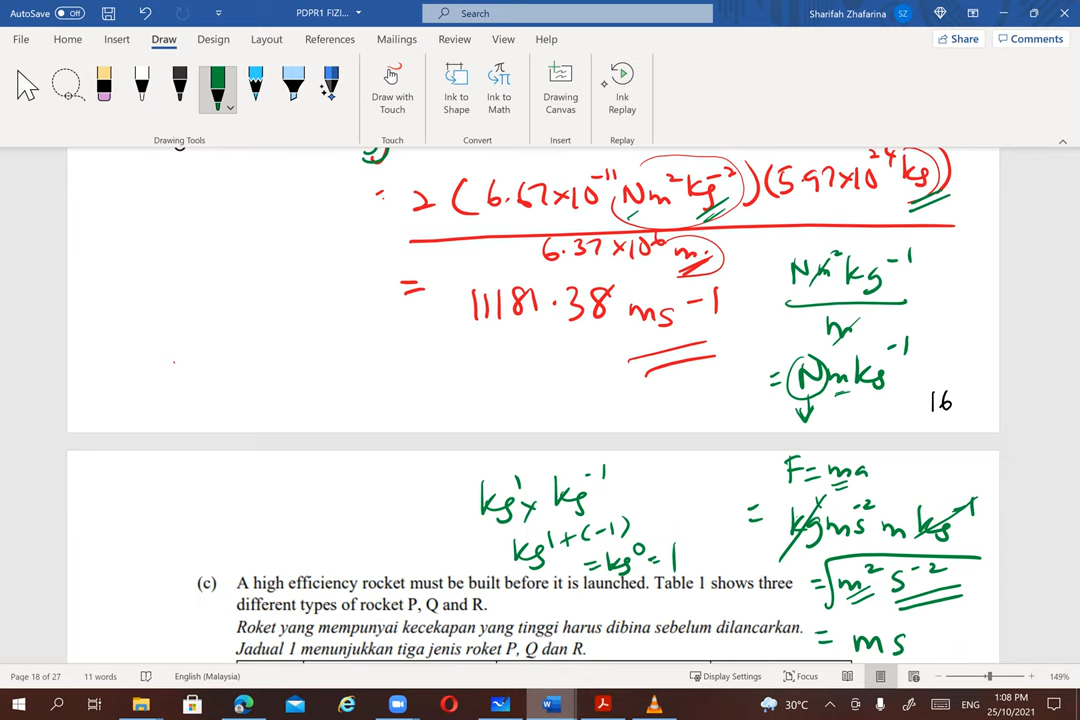 AutoSave Off PDPR1 FIZI... Search Sharifah Zhafarina SZ
File Home Insert Draw Design Layout References Mailings Review View Help Share Comments
Draw with Touch
Ink to Shape
Ink to Math
Drawing Canvas
Ink Replay
Drawing Tools Touch Convert Insert Replay
= 2 (6.67×10⁻¹¹ Nm² kg⁻²)(5.97×10²⁴ kg)
6.37×10⁶ m.
= 11181.38 ms⁻¹
Nm² kg⁻¹
m
= Nm kg⁻¹
16
F = ma
kg¹ × kg⁻¹
= kg ms⁻² m kg⁻¹
kg¹⁺⁽⁻¹⁾
= kg⁰ = 1
= √m² s⁻²
(c) A high efficiency rocket must be built before it is launched. Table 1 shows three
different types of rocket P, Q and R.
Roket yang mempunyai kecekapan yang tinggi harus dibina sebelum dilancarkan.
Jadual 1 menunjukkan tiga jenis roket P, Q dan R.
= ms
Page 18 of 27 11 words English (Malaysia) Display Settings Focus 149%
30°C ENG 1:08 PM
25/10/2021